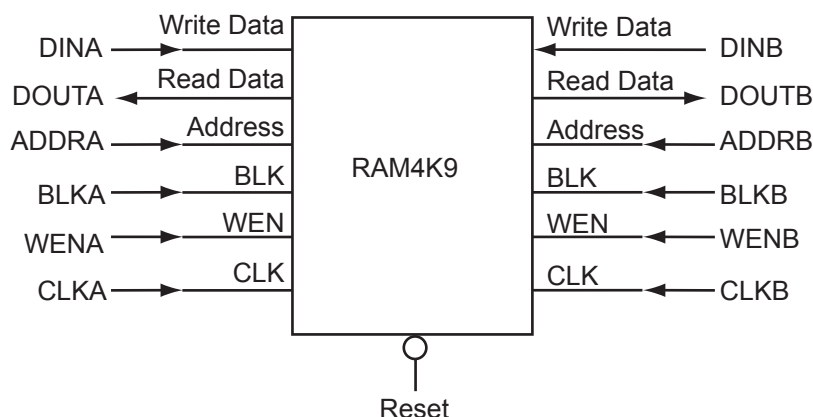 DINA Write Data Write Data DINB
DOUTA Read Data Read Data DOUTB
ADDRA Address Address ADDRB
RAM4K9
BLKA BLK BLK BLKB
WENA WEN WEN WENB
CLKA CLK CLK CLKB
Reset